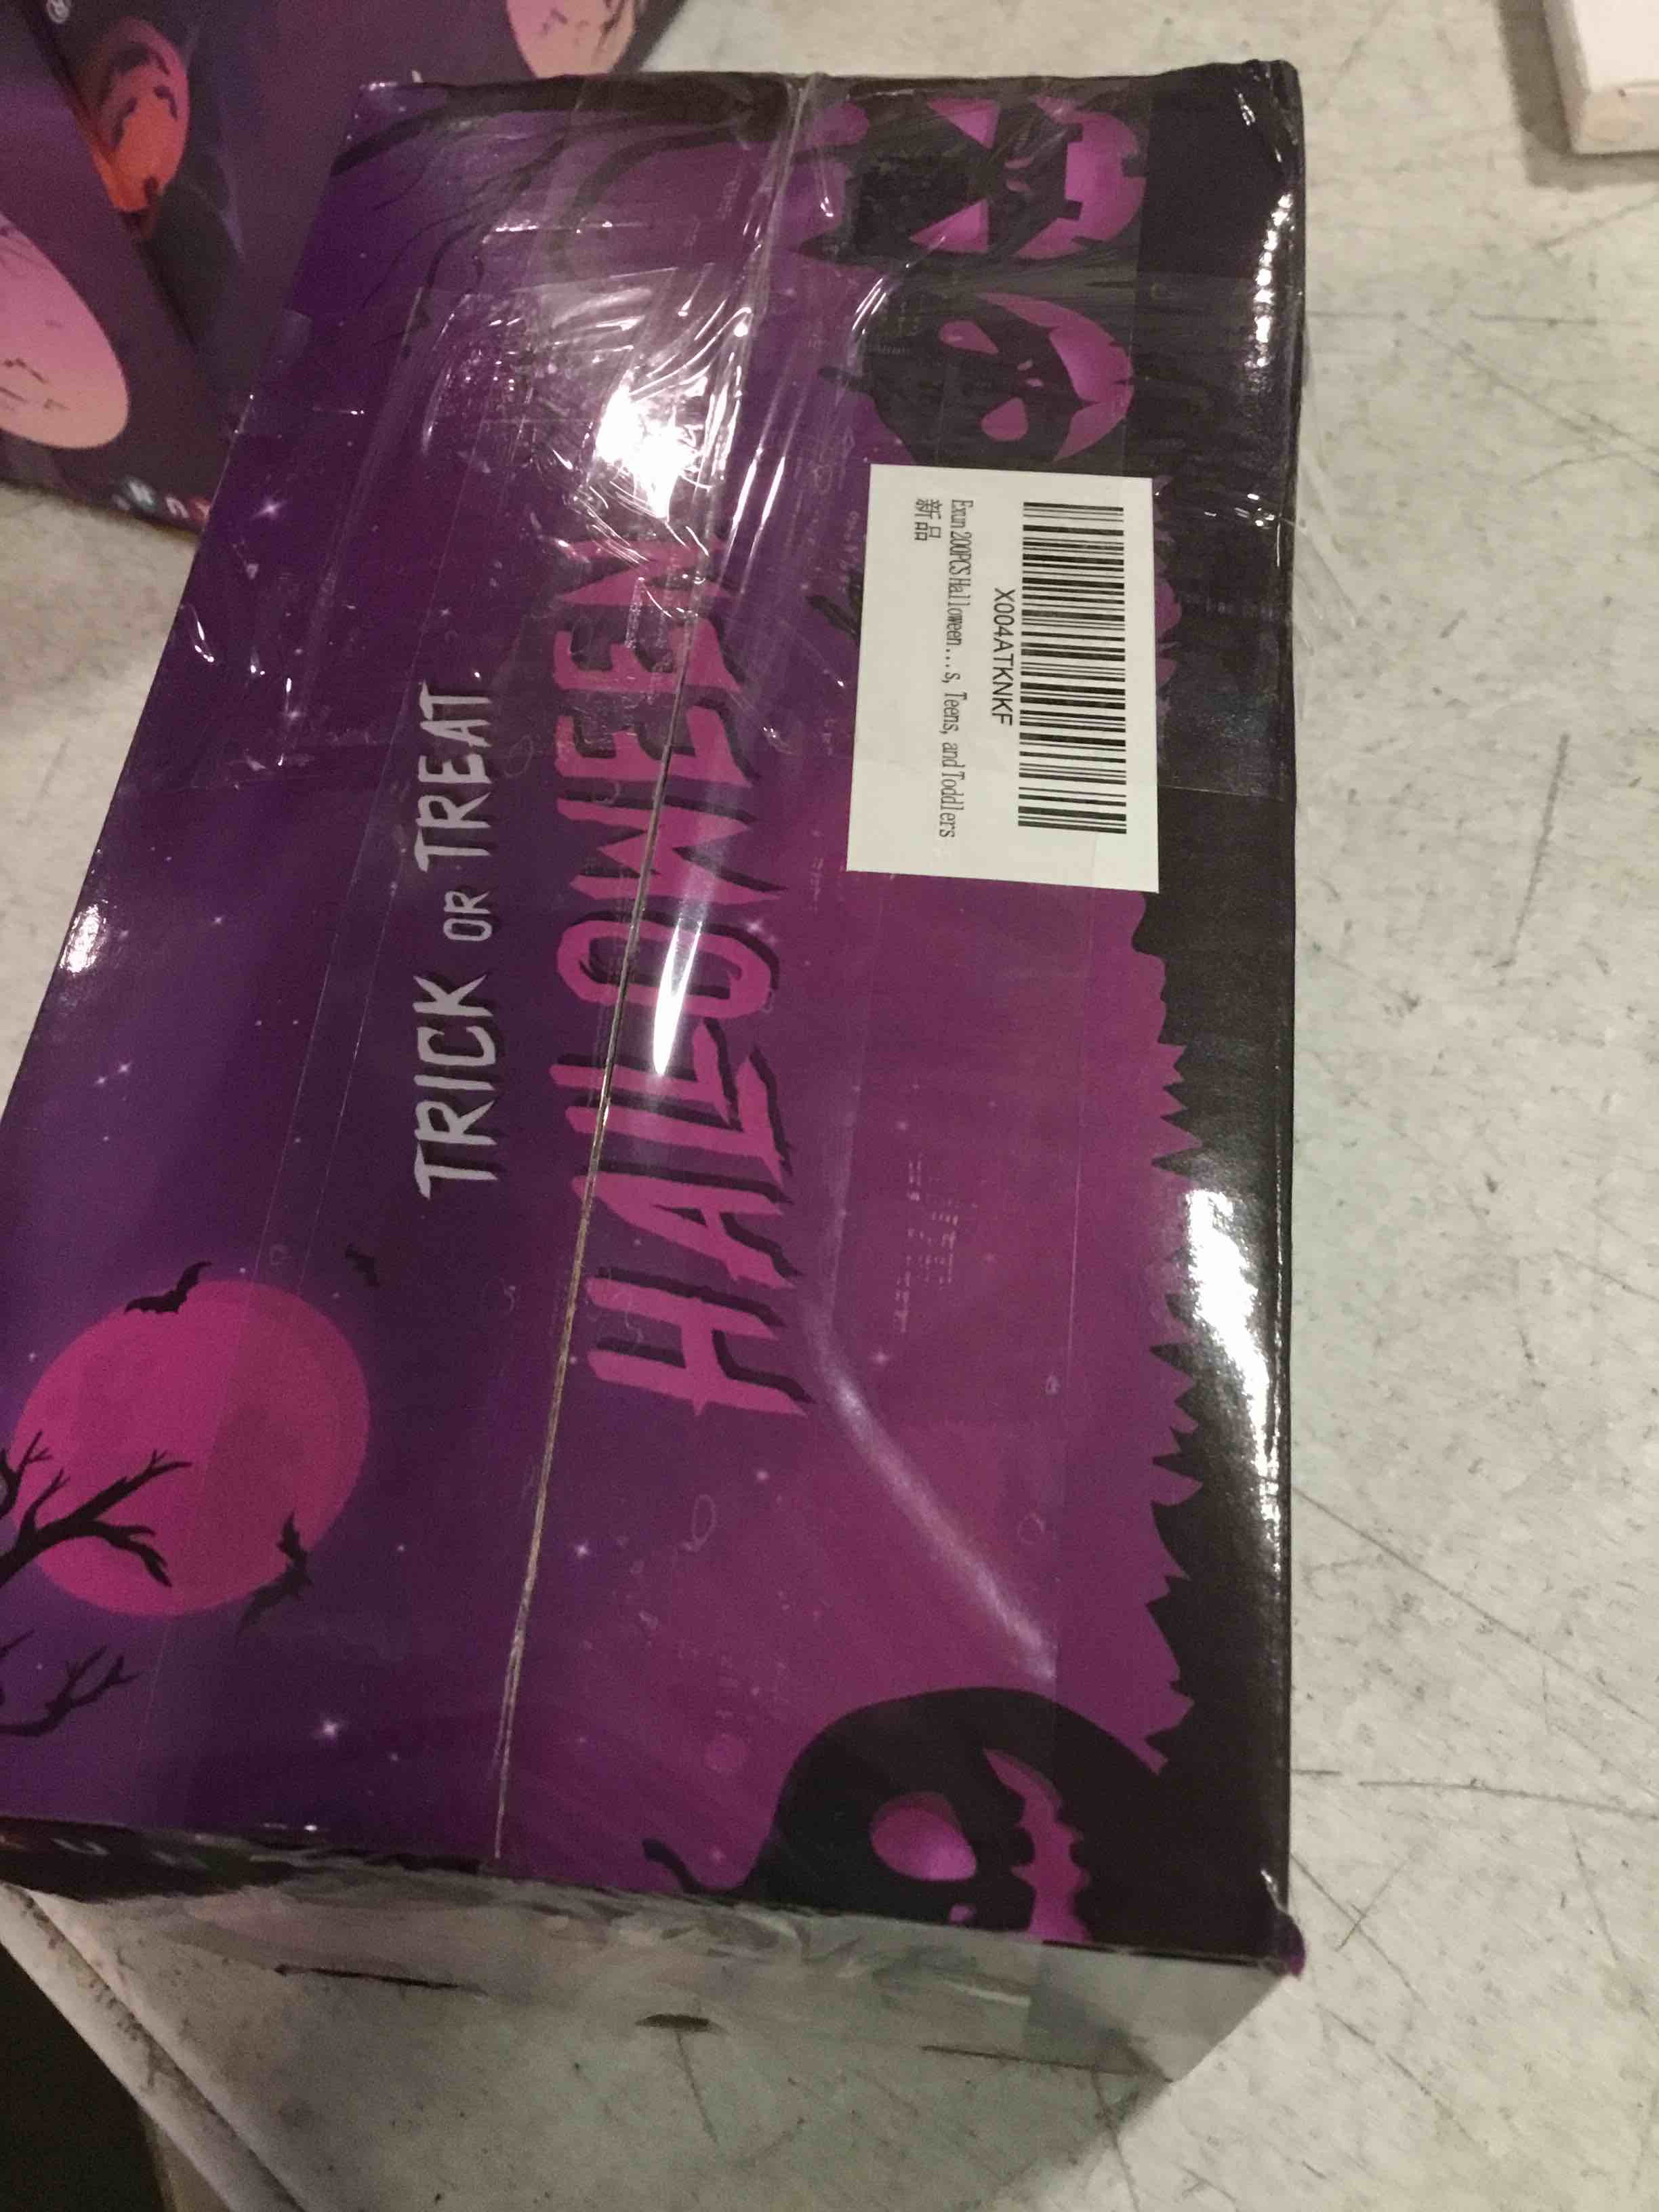 TRICK OR TREAT
HALLOWEEN
X004ATKNKF
Exun 200PCS Halloween...s, Teens, and Toddlers
新品